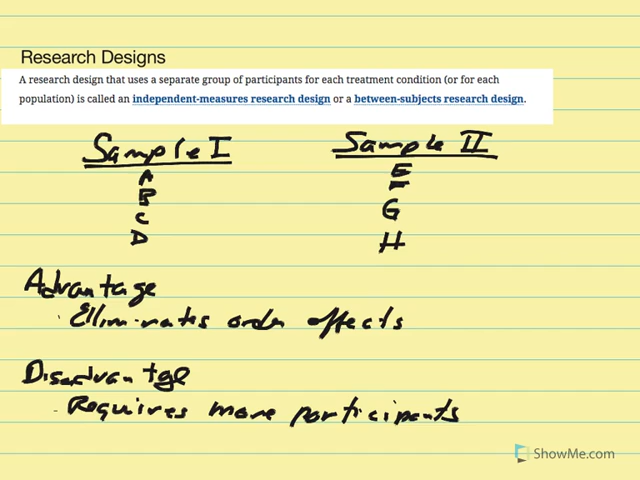 Research Designs
A research design that uses a separate group of participants for each treatment condition (or for each
population) is called an independent-measures research design or a between-subjects research design.
Sample I Sample II
A E
B F
C G
D H
Advantage
· Elliminates order effects
Disadvantage
· Requires more participants
ShowMe.com